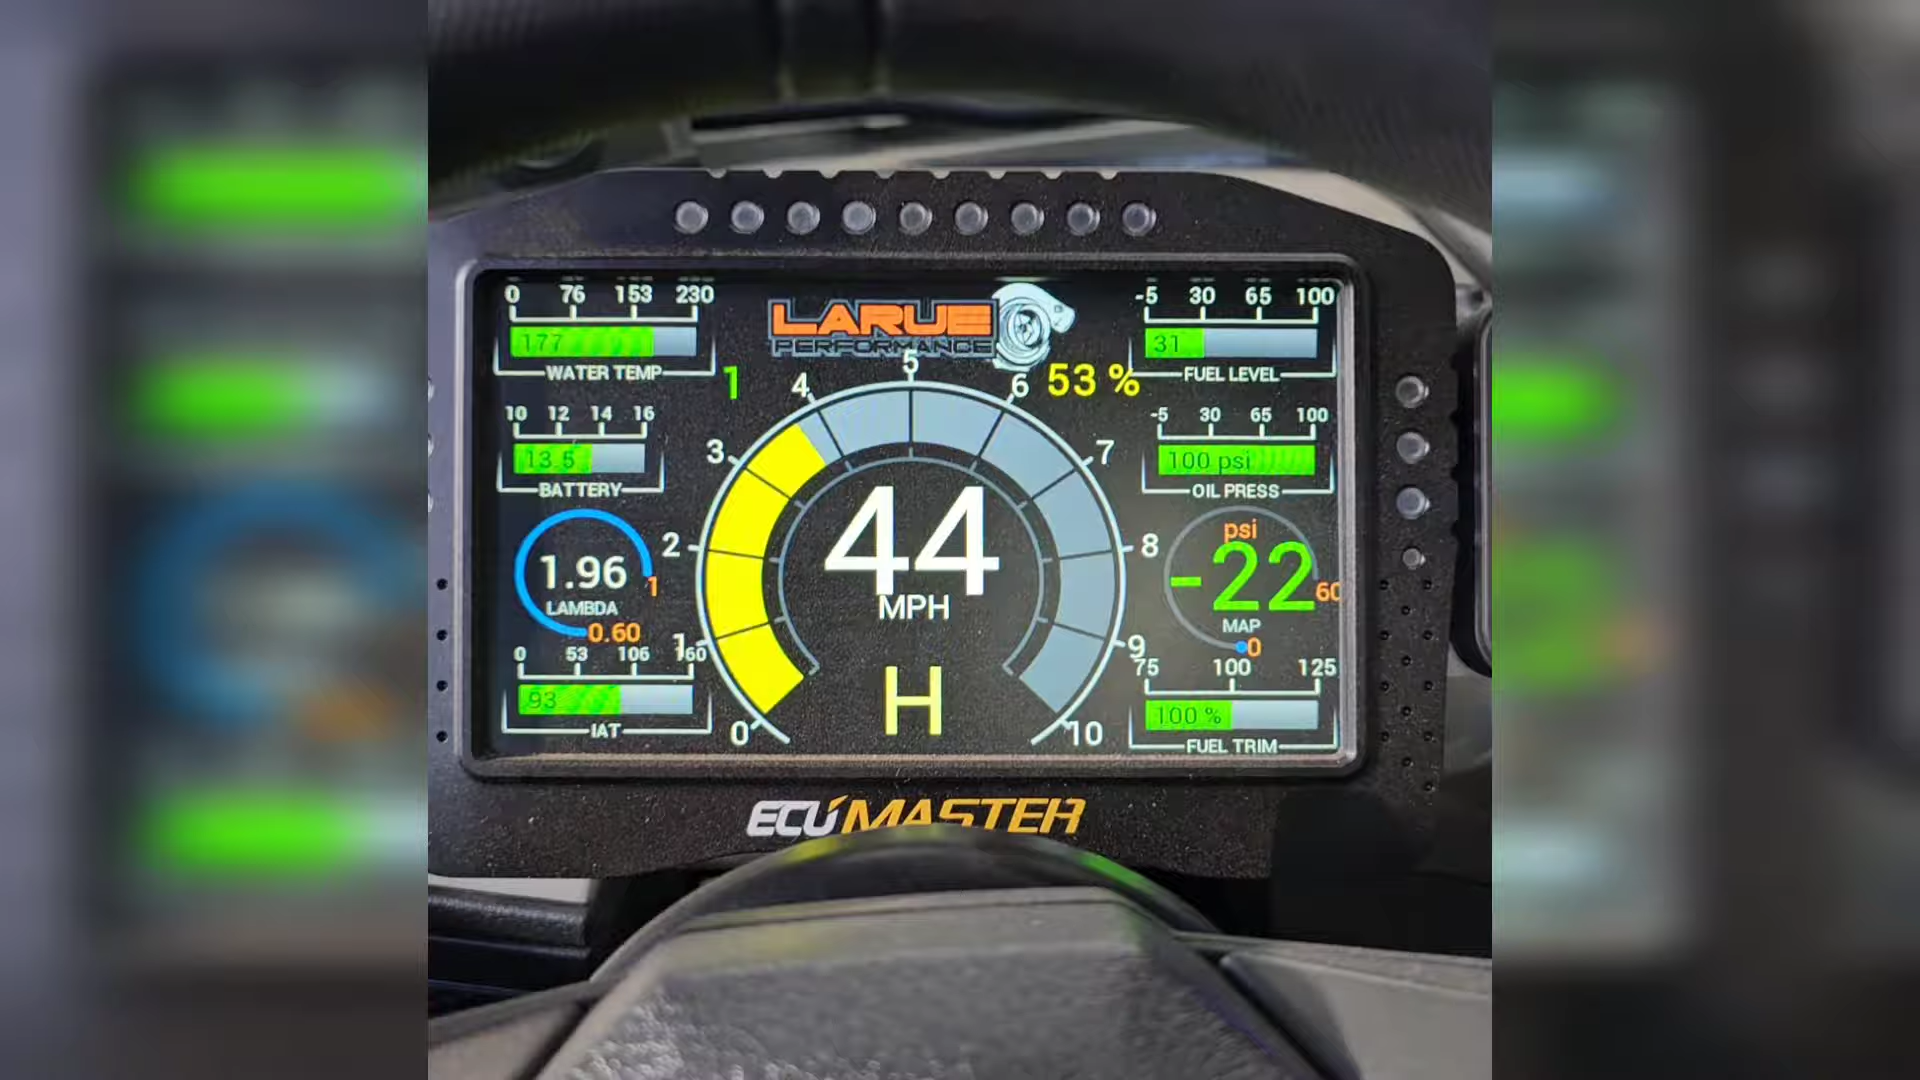 0 76 153 230
177
WATER TEMP
10 12 14 16
13.5
BATTERY
1.96
LAMBDA
1
0.60
0 53 106 160
93
IAT
LARUE
PERFORMANCE
1
53 %
0 1 2 3 4 5 6 7 8 9 10
44
MPH
H
-5 30 65 100
31
FUEL LEVEL
-5 30 65 100
100 psi
OIL PRESS
psi
-22
60
MAP
0
75 100 125
100 %
FUEL TRIM
ECUMASTER